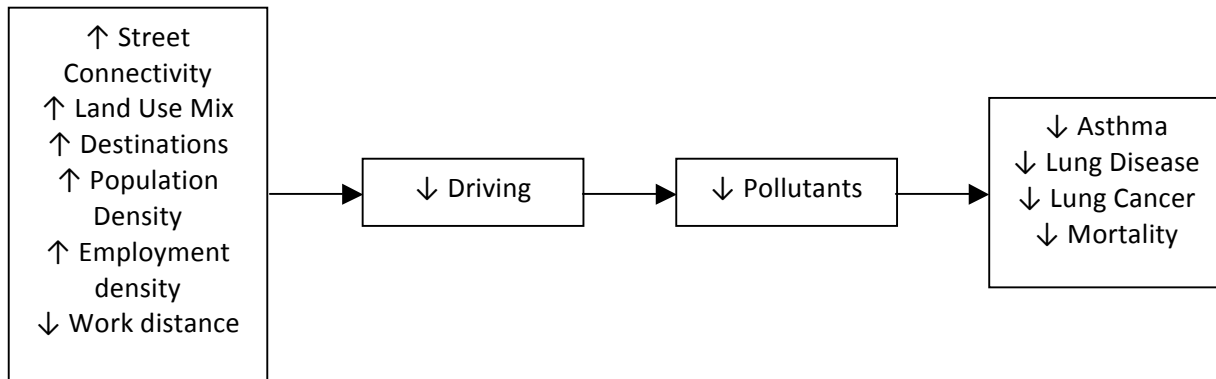 ↑ Street
Connectivity
↑ Land Use Mix
↑ Destinations
↑ Population
Density
↑ Employment
density
↓ Work distance
↓ Driving
↓ Pollutants
↓ Asthma
↓ Lung Disease
↓ Lung Cancer
↓ Mortality